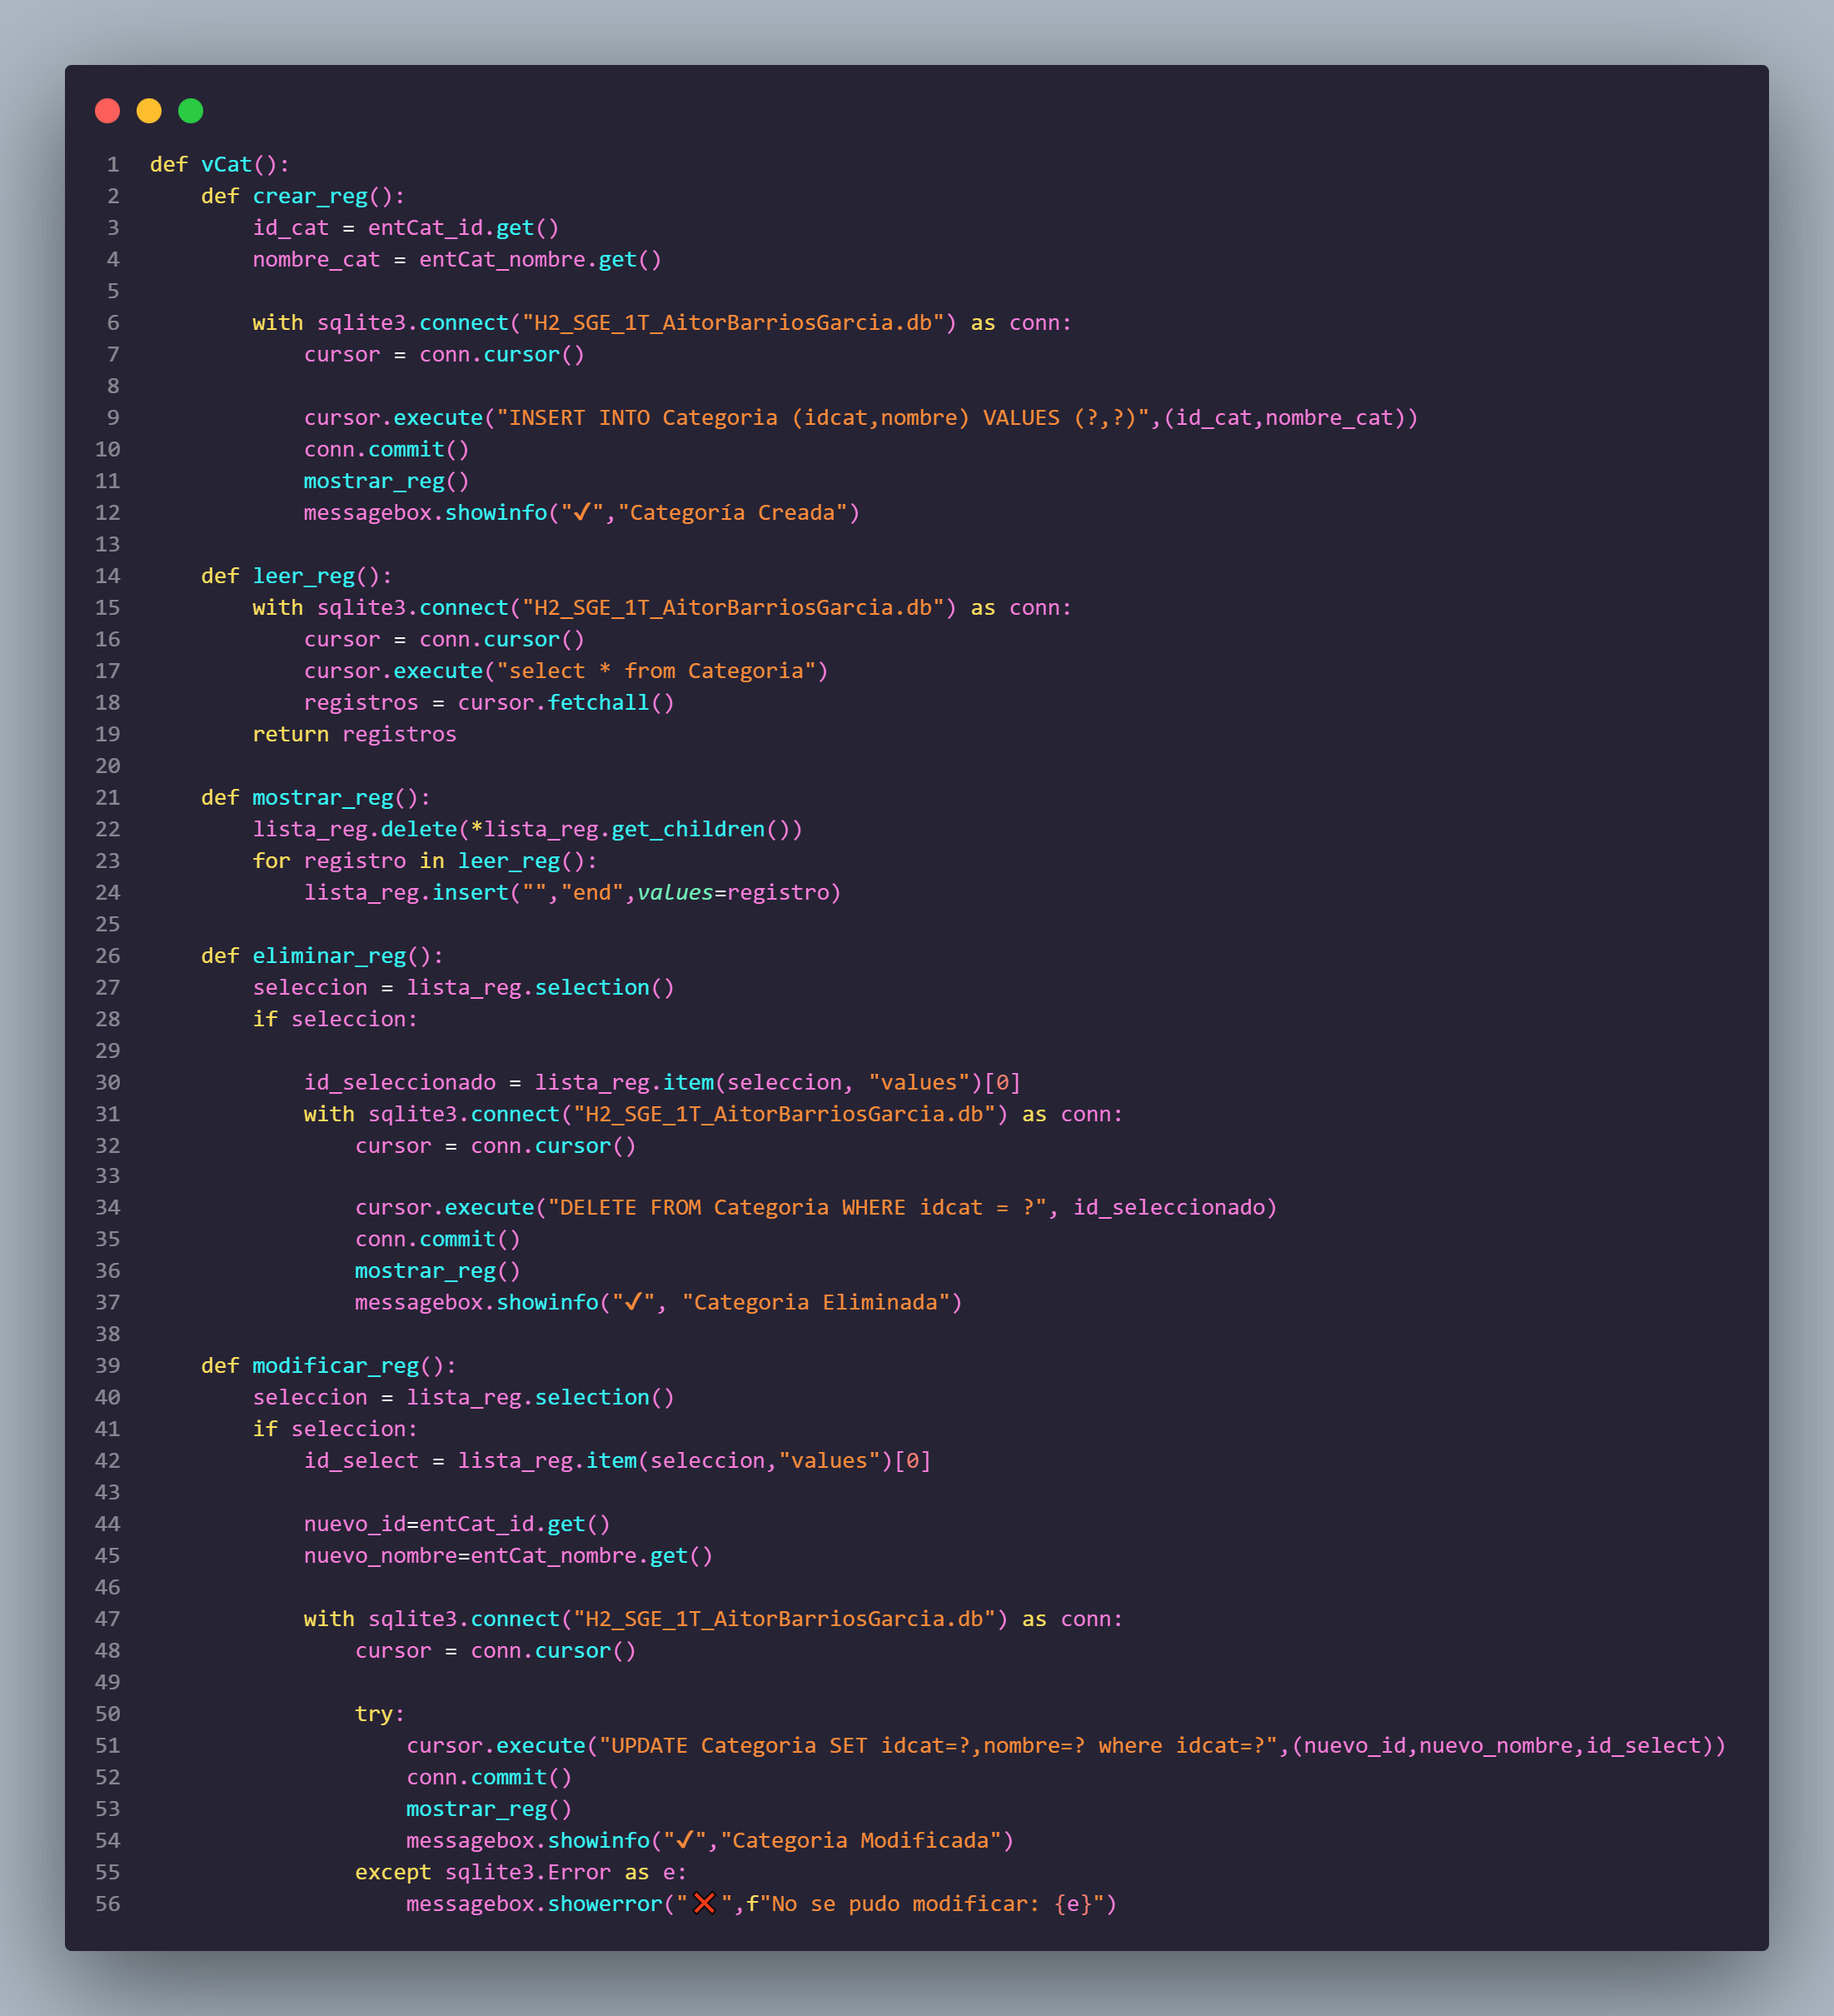 1 def vCat():
2     def crear_reg():
3         id_cat = entCat_id.get()
4         nombre_cat = entCat_nombre.get()
5
6         with sqlite3.connect("H2_SGE_1T_AitorBarriosGarcia.db") as conn:
7             cursor = conn.cursor()
8
9             cursor.execute("INSERT INTO Categoria (idcat,nombre) VALUES (?,?)",(id_cat,nombre_cat))
10             conn.commit()
11             mostrar_reg()
12             messagebox.showinfo("✓","Categoría Creada")
13
14     def leer_reg():
15         with sqlite3.connect("H2_SGE_1T_AitorBarriosGarcia.db") as conn:
16             cursor = conn.cursor()
17             cursor.execute("select * from Categoria")
18             registros = cursor.fetchall()
19         return registros
20
21     def mostrar_reg():
22         lista_reg.delete(*lista_reg.get_children())
23         for registro in leer_reg():
24             lista_reg.insert("","end",values=registro)
25
26     def eliminar_reg():
27         seleccion = lista_reg.selection()
28         if seleccion:
29
30             id_seleccionado = lista_reg.item(seleccion, "values")[0]
31             with sqlite3.connect("H2_SGE_1T_AitorBarriosGarcia.db") as conn:
32                 cursor = conn.cursor()
33
34                 cursor.execute("DELETE FROM Categoria WHERE idcat = ?", id_seleccionado)
35                 conn.commit()
36                 mostrar_reg()
37                 messagebox.showinfo("✓", "Categoria Eliminada")
38
39     def modificar_reg():
40         seleccion = lista_reg.selection()
41         if seleccion:
42             id_select = lista_reg.item(seleccion,"values")[0]
43
44             nuevo_id=entCat_id.get()
45             nuevo_nombre=entCat_nombre.get()
46
47             with sqlite3.connect("H2_SGE_1T_AitorBarriosGarcia.db") as conn:
48                 cursor = conn.cursor()
49
50                 try:
51                     cursor.execute("UPDATE Categoria SET idcat=?,nombre=? where idcat=?",(nuevo_id,nuevo_nombre,id_select))
52                     conn.commit()
53                     mostrar_reg()
54                     messagebox.showinfo("✓","Categoria Modificada")
55                 except sqlite3.Error as e:
56                     messagebox.showerror("❌",f"No se pudo modificar: {e}")